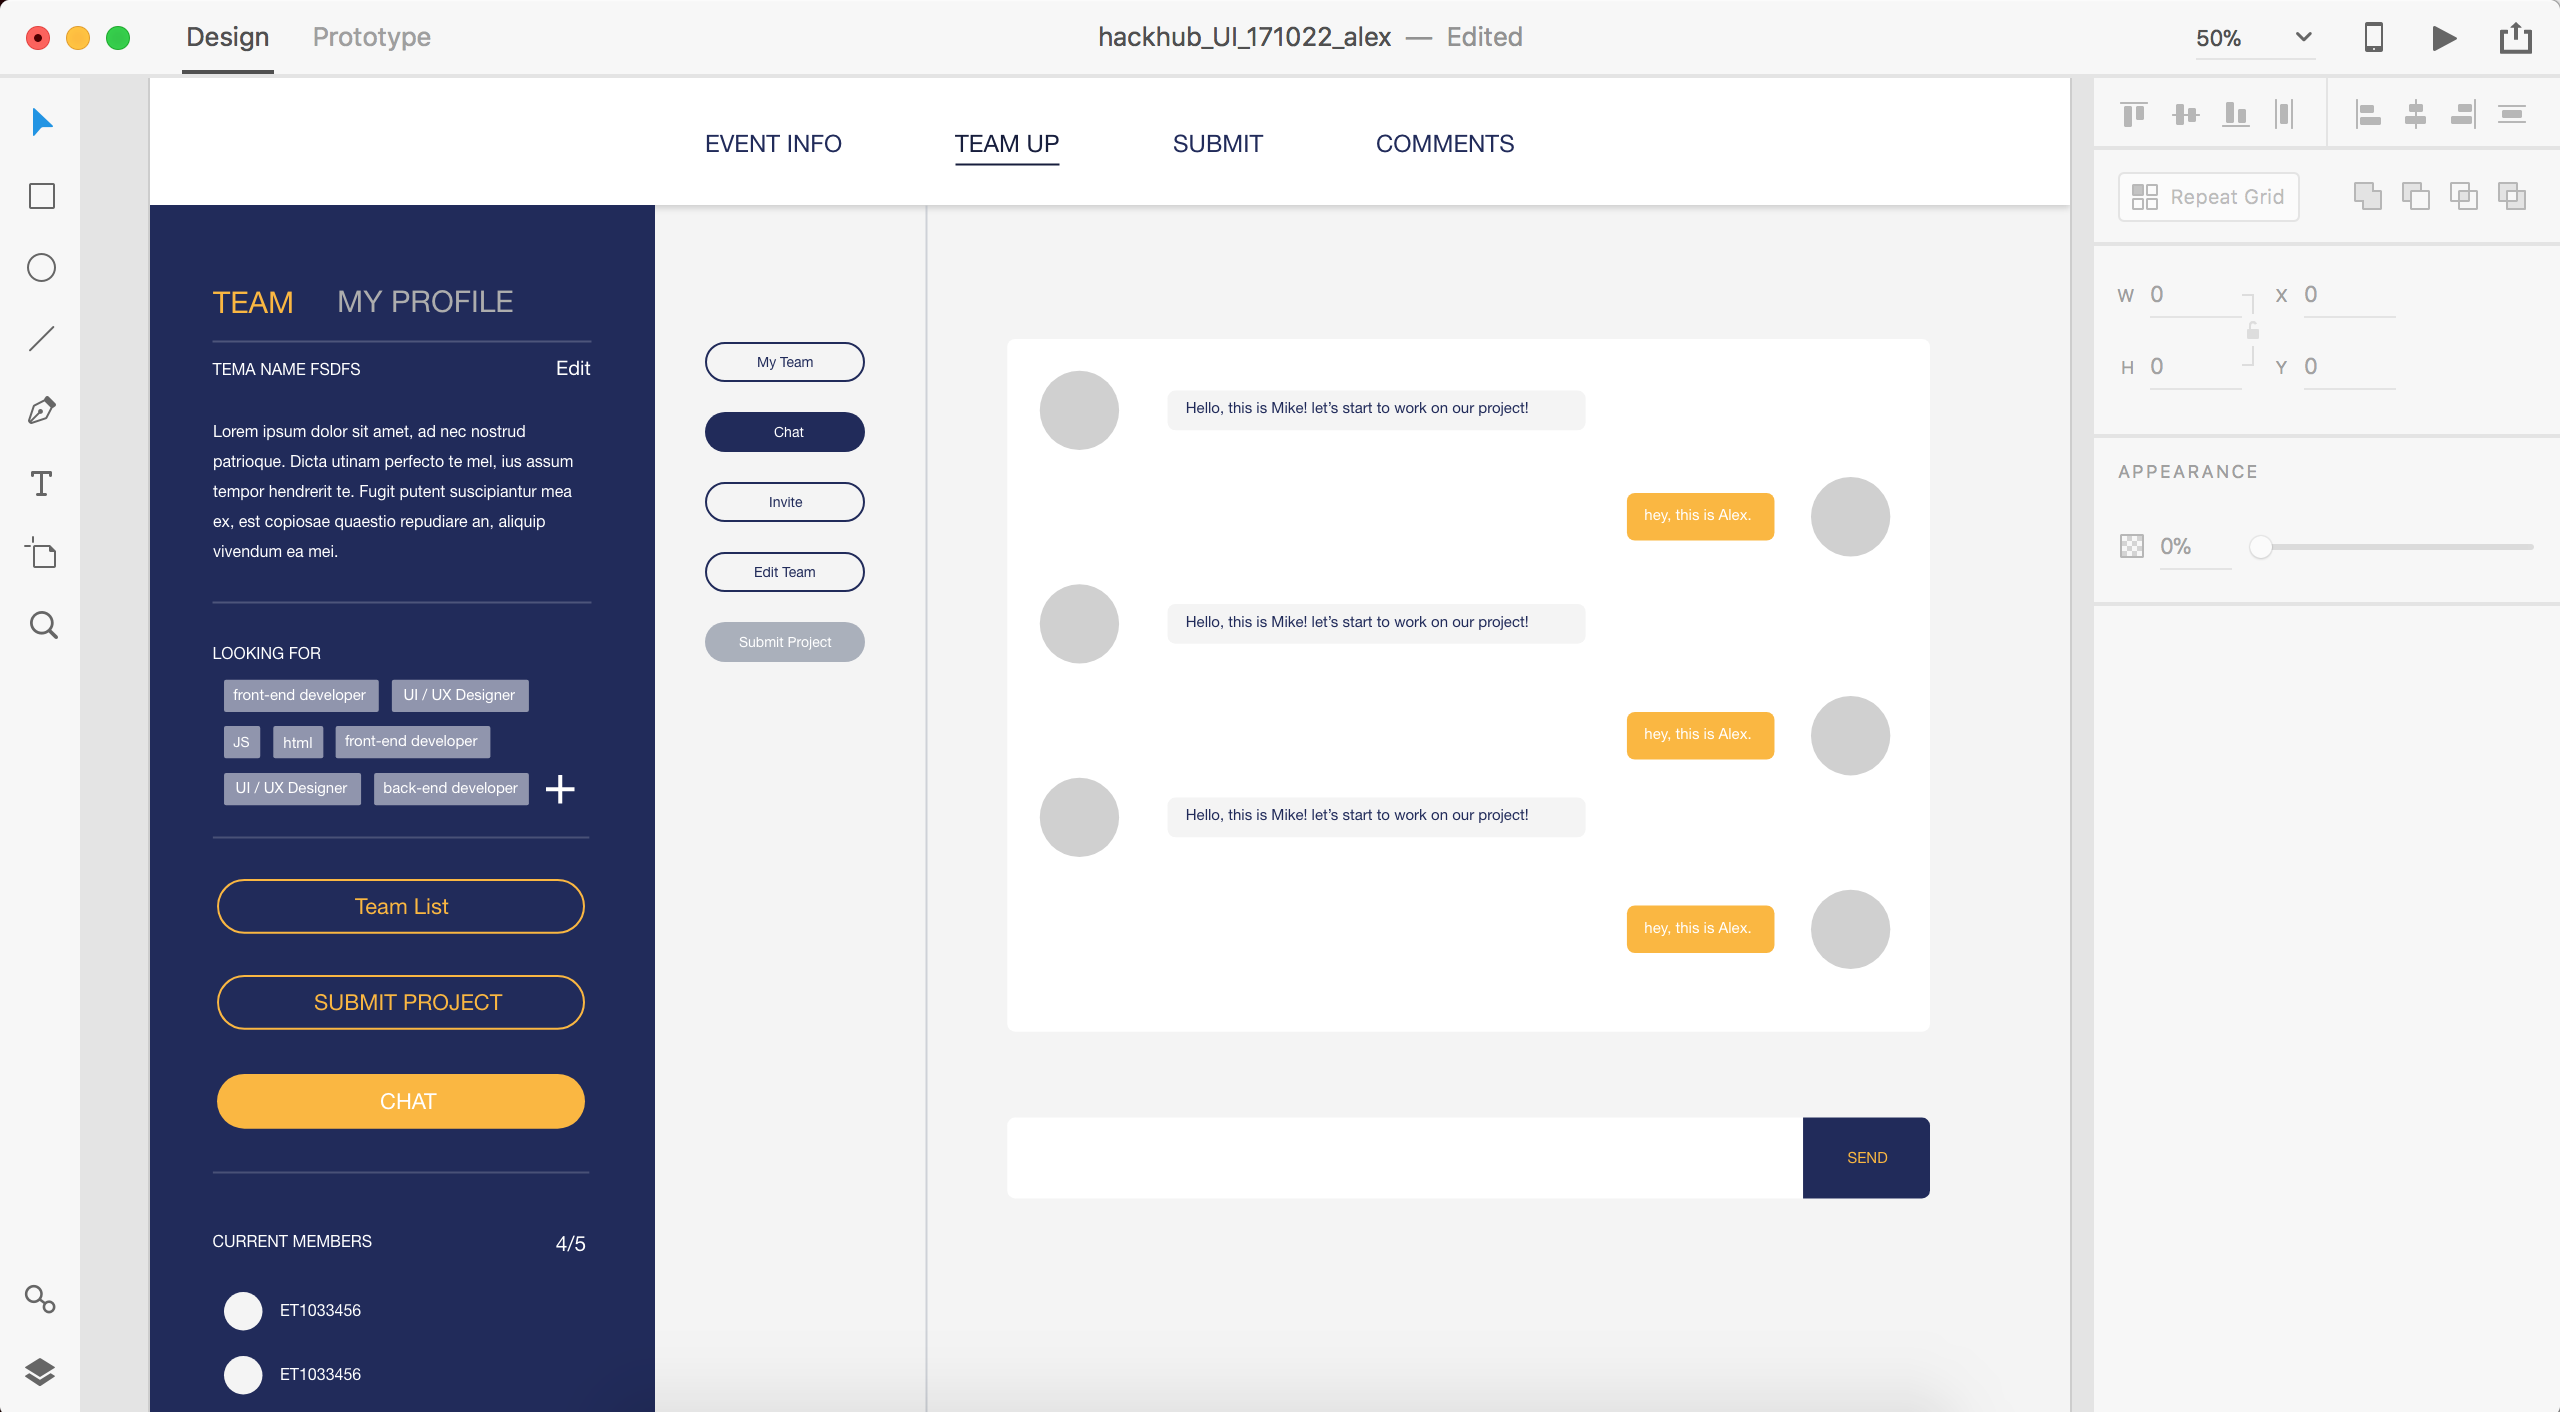 Design Prototype hackhub_UI_171022_alex — Edited 50%
EVENT INFO TEAM UP SUBMIT COMMENTS
Repeat Grid
W 0 X 0
H 0 Y 0
APPEARANCE
0%
TEAM MY PROFILE
TEMA NAME FSDFS Edit
Lorem ipsum dolor sit amet, ad nec nostrud
patrioque. Dicta utinam perfecto te mel, ius assum
tempor hendrerit te. Fugit putent suscipiantur mea
ex, est copiosae quaestio repudiare an, aliquip
vivendum ea mei.
LOOKING FOR
front-end developer UI / UX Designer
JS html front-end developer
UI / UX Designer back-end developer
Team List
SUBMIT PROJECT
CHAT
CURRENT MEMBERS 4/5
ET1033456
ET1033456
My Team
Chat
Invite
Edit Team
Submit Project
Hello, this is Mike! let’s start to work on our project!
hey, this is Alex.
Hello, this is Mike! let’s start to work on our project!
hey, this is Alex.
Hello, this is Mike! let’s start to work on our project!
hey, this is Alex.
SEND